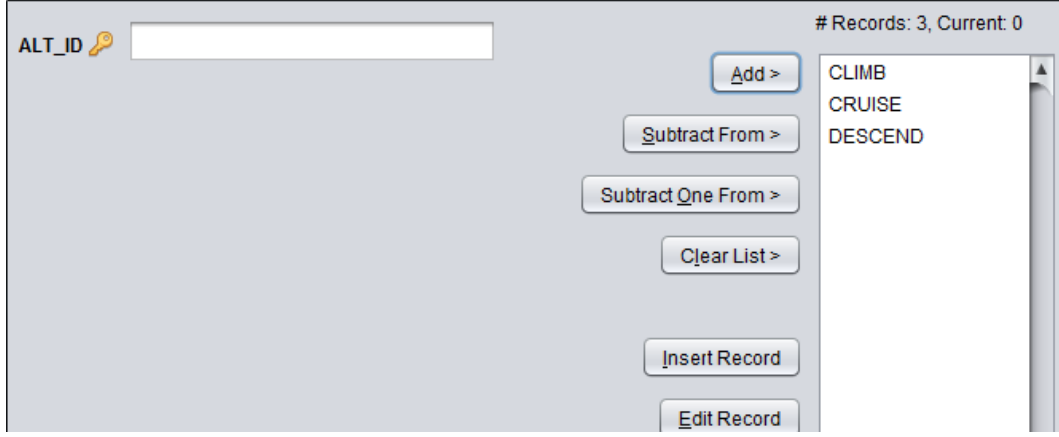 ALT_ID
# Records: 3, Current: 0
Add >
Subtract From >
Subtract One From >
Clear List >
Insert Record
Edit Record
CLIMB
CRUISE
DESCEND